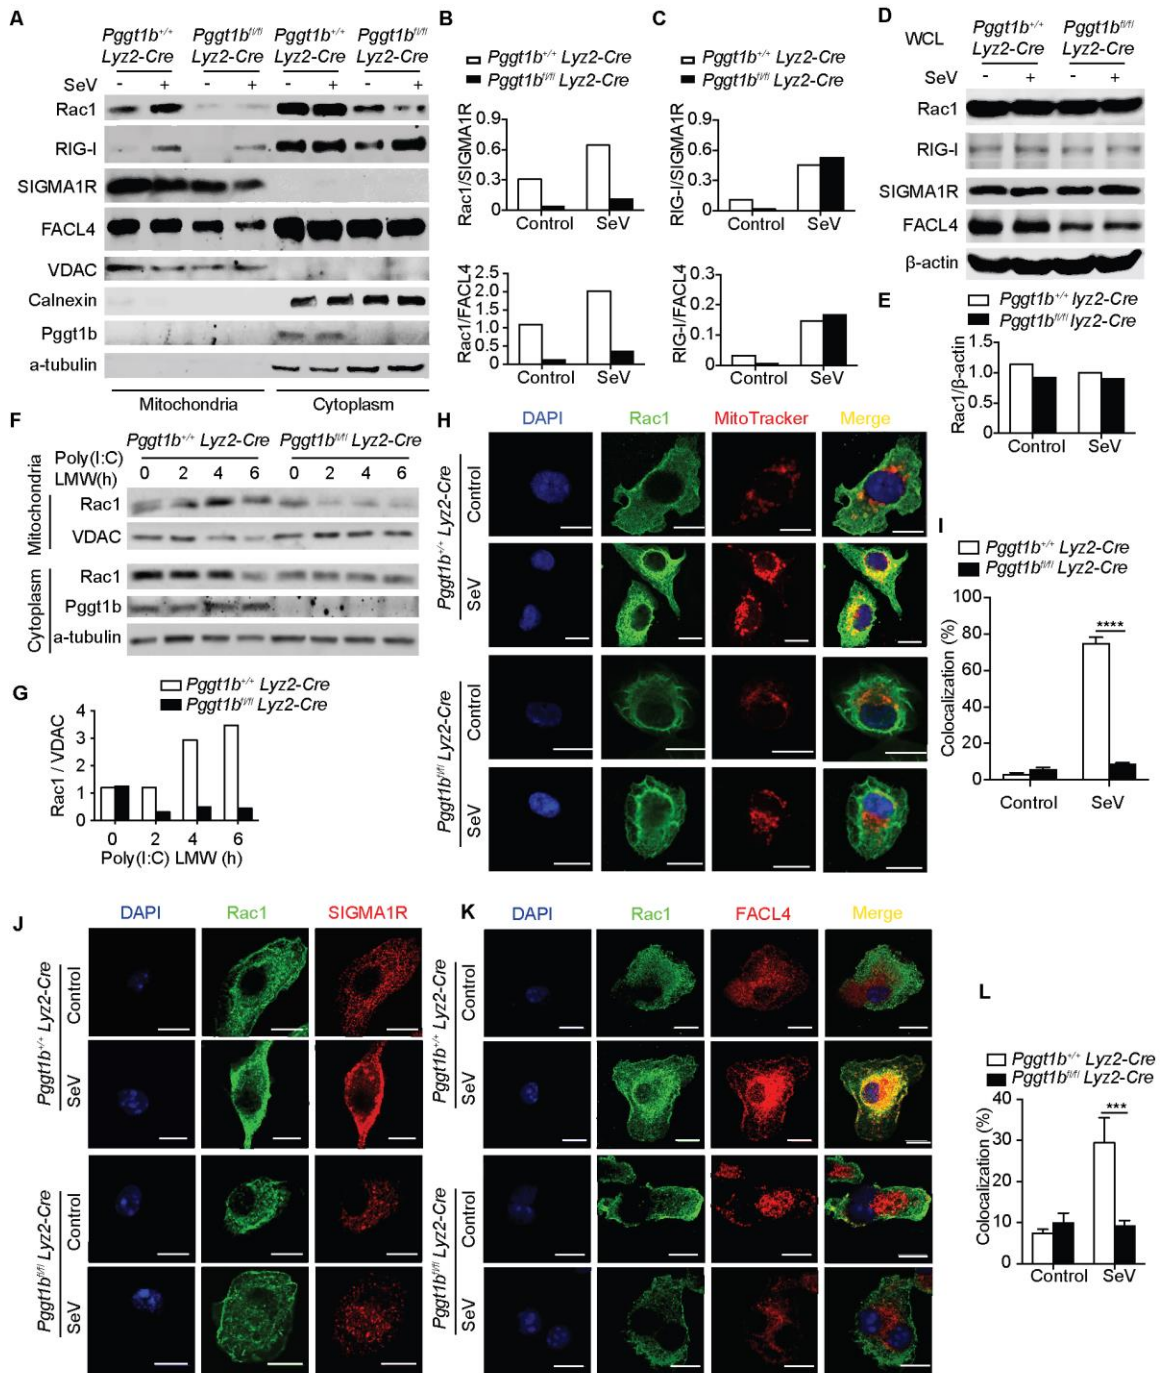 A
Pggt1b+/+ Pggt1bfl/fl Pggt1b+/+ Pggt1bfl/fl
Lyz2-Cre Lyz2-Cre Lyz2-Cre Lyz2-Cre
SeV - + - + - + - +
Rac1
RIG-I
SIGMA1R
FACL4
VDAC
Calnexin
Pggt1b
a-tubulin
Mitochondria Cytoplasm
B
Pggt1b+/+ Lyz2-Cre
Pggt1bfl/fl Lyz2-Cre
Rac1/SIGMA1R
0.9
0.6
0.3
0
Control SeV
Rac1/FACL4
2.5
2.0
1.5
1.0
0.5
0
Control SeV
C
Pggt1b+/+ Lyz2-Cre
Pggt1bfl/fl Lyz2-Cre
RIG-I/SIGMA1R
0.9
0.6
0.3
0
Control SeV
RIG-I/FACL4
0.3
0.2
0.1
0
Control SeV
D
WCL
Pggt1b+/+ Pggt1bfl/fl
Lyz2-Cre Lyz2-Cre
SeV - + - +
Rac1
RIG-I
SIGMA1R
FACL4
β-actin
E
Pggt1b+/+ lyz2-Cre
Pggt1bfl/fl lyz2-Cre
Rac1/β-actin
1.5
1.0
0.5
0
Control SeV
F
Pggt1b+/+ Lyz2-Cre Pggt1bfl/fl Lyz2-Cre
Poly(I:C)
LMW(h) 0 2 4 6 0 2 4 6
Mitochondria
Rac1
VDAC
Cytoplasm
Rac1
Pggt1b
a-tubulin
G
Pggt1b+/+ Lyz2-Cre
Pggt1bfl/fl Lyz2-Cre
Rac1 / VDAC
4
3
2
1
0
0 2 4 6
Poly(I:C) LMW (h)
H
DAPI Rac1 MitoTracker Merge
Pggt1b+/+ Lyz2-Cre
Control
SeV
Pggt1bfl/fl Lyz2-Cre
Control
SeV
I
Pggt1b+/+ Lyz2-Cre
Pggt1bfl/fl Lyz2-Cre
Colocalization (%)
80
60
40
20
0
****
Control SeV
J
DAPI Rac1 SIGMA1R
Pggt1b+/+ Lyz2-Cre
Control
SeV
Pggt1bfl/fl Lyz2-Cre
Control
SeV
K
DAPI Rac1 FACL4 Merge
Pggt1b+/+ Lyz2-Cre
Control
SeV
Pggt1bfl/fl Lyz2-Cre
Control
SeV
L
Pggt1b+/+ Lyz2-Cre
Pggt1bfl/fl Lyz2-Cre
Colocalization (%)
40
30
20
10
0
***
Control SeV